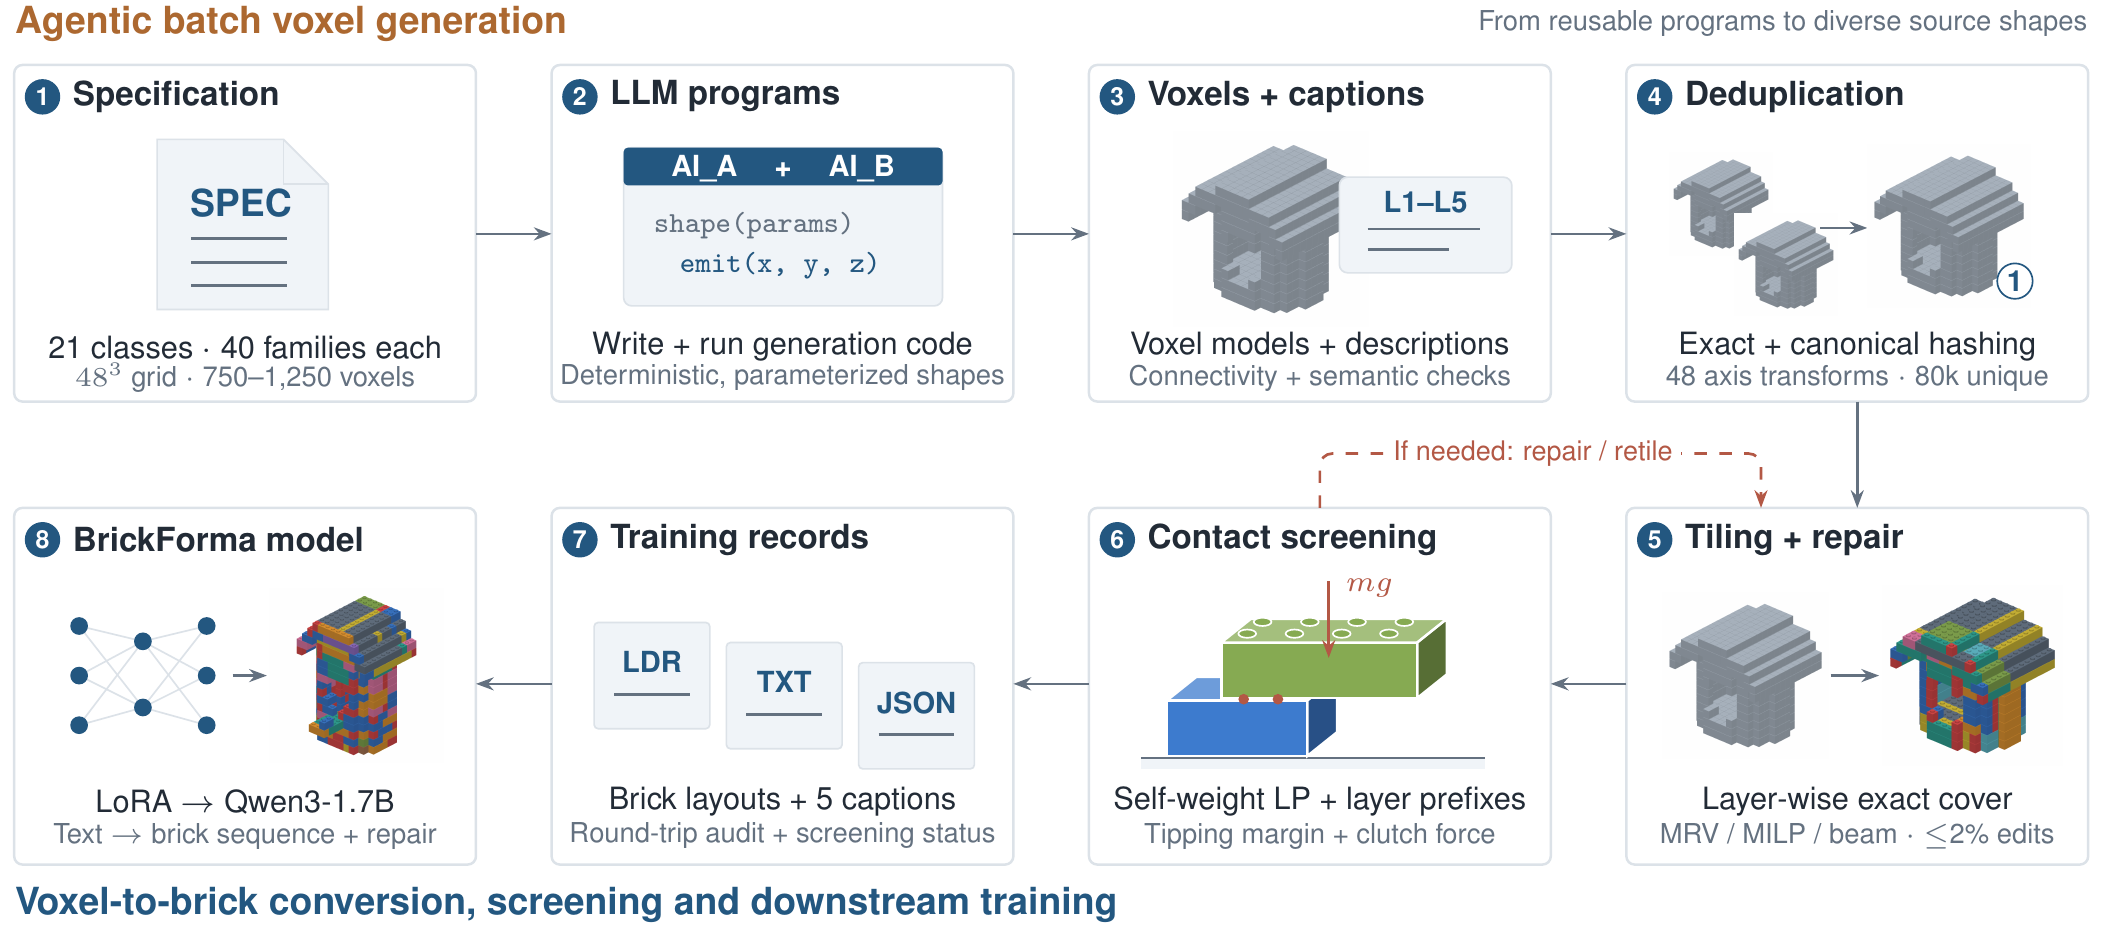 Agentic batch voxel generation
From reusable programs to diverse source shapes
1 Specification
SPEC
21 classes · 40 families each
48³ grid · 750–1,250 voxels
2 LLM programs
AI_A + AI_B
shape(params)
emit(x, y, z)
Write + run generation code
Deterministic, parameterized shapes
3 Voxels + captions
L1–L5
Voxel models + descriptions
Connectivity + semantic checks
4 Deduplication
1
Exact + canonical hashing
48 axis transforms · 80k unique
If needed: repair / retile
5 Tiling + repair
Layer-wise exact cover
MRV / MILP / beam · ≤2% edits
6 Contact screening
mg
Self-weight LP + layer prefixes
Tipping margin + clutch force
7 Training records
LDR
TXT
JSON
Brick layouts + 5 captions
Round-trip audit + screening status
8 BrickForma model
LoRA → Qwen3-1.7B
Text → brick sequence + repair
Voxel-to-brick conversion, screening and downstream training